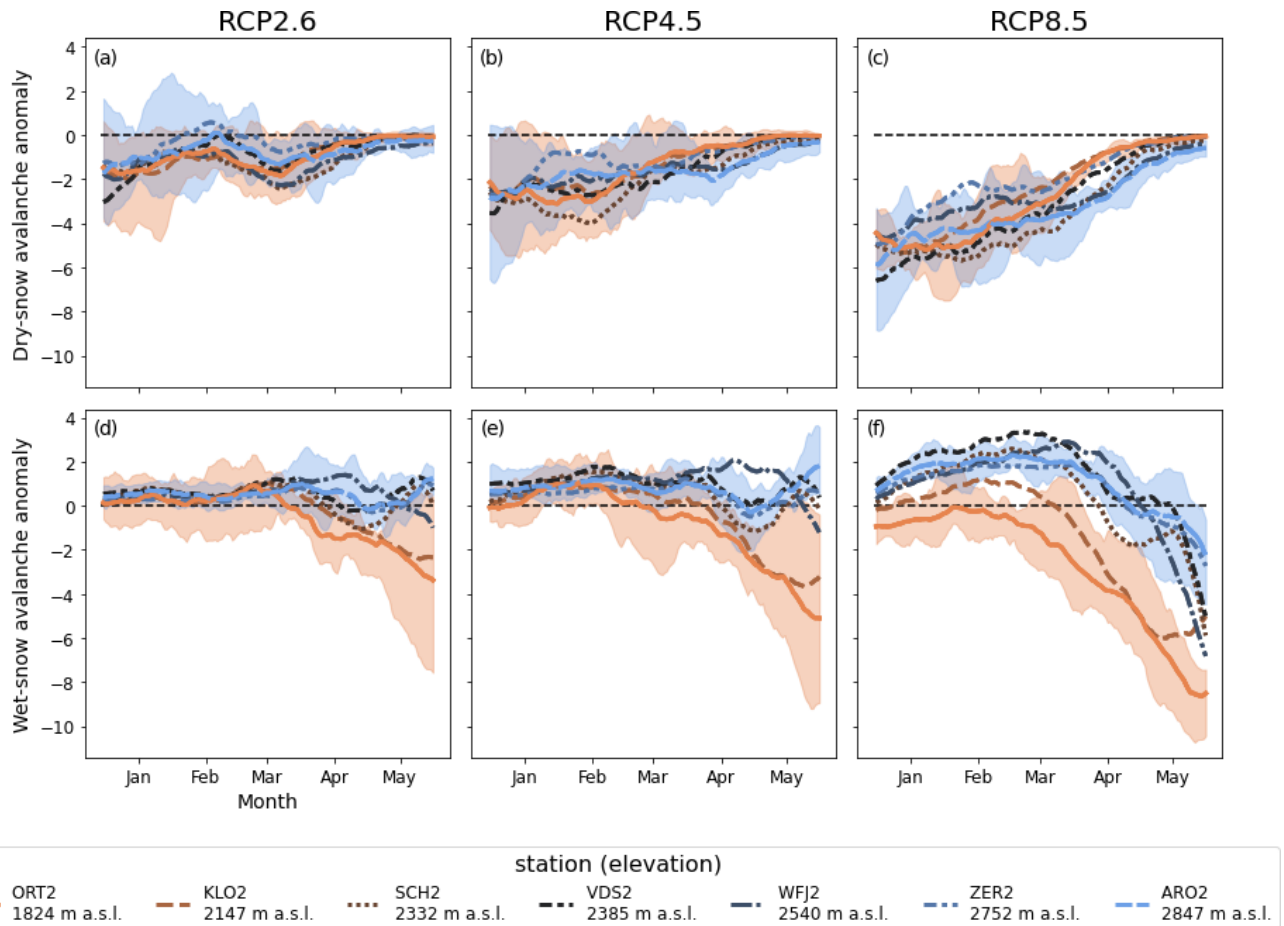 RCP2.6 RCP4.5 RCP8.5
(a) (b) (c)
Dry-snow avalanche anomaly
4
2
0
−2
−4
−6
−8
−10
(d) (e) (f)
Wet-snow avalanche anomaly
4
2
0
−2
−4
−6
−8
−10
Jan Feb Mar Apr May Jan Feb Mar Apr May Jan Feb Mar Apr May
Month
station (elevation)
ORT2 KLO2 SCH2 VDS2 WFJ2 ZER2 ARO2
1824 m a.s.l. 2147 m a.s.l. 2332 m a.s.l. 2385 m a.s.l. 2540 m a.s.l. 2752 m a.s.l. 2847 m a.s.l.